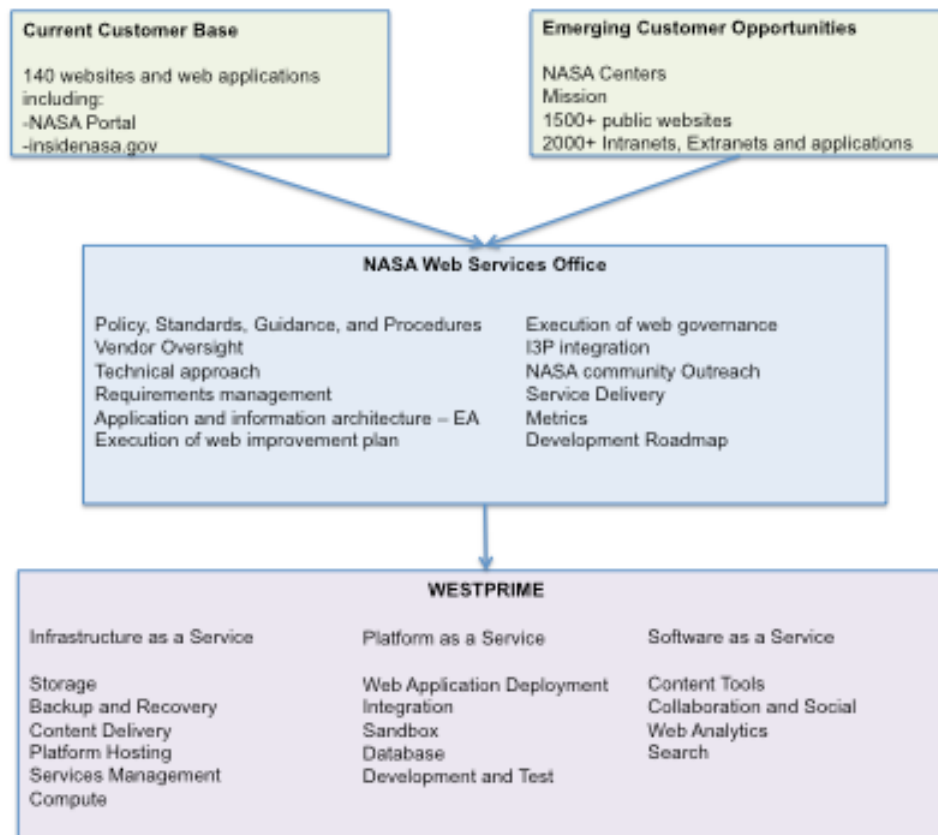 Current Customer Base
140 websites and web applications
including:
-NASA Portal
-insidenasa.gov
Emerging Customer Opportunities
NASA Centers
Mission
1500+ public websites
2000+ Intranets, Extranets and applications
NASA Web Services Office
Policy, Standards, Guidance, and Procedures
Vendor Oversight
Technical approach
Requirements management
Application and information architecture – EA
Execution of web improvement plan
Execution of web governance
I3P integration
NASA community Outreach
Service Delivery
Metrics
Development Roadmap
WESTPRIME
Infrastructure as a Service
Storage
Backup and Recovery
Content Delivery
Platform Hosting
Services Management
Compute
Platform as a Service
Web Application Deployment
Integration
Sandbox
Database
Development and Test
Software as a Service
Content Tools
Collaboration and Social
Web Analytics
Search